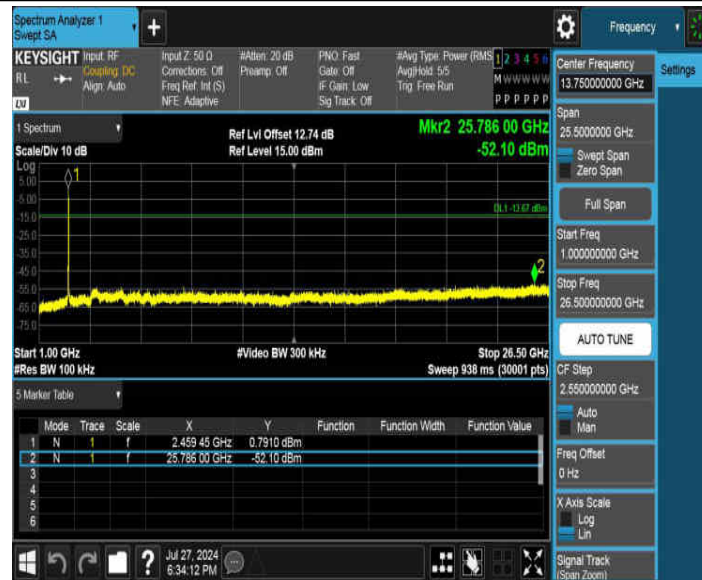 Spectrum Analyzer 1
Swept SA
+
Frequency
KEYSIGHT
RL
LXI
Input: RF
Coupling: DC
Align: Auto
Input Z: 50 Ω
Corrections: Off
Freq Ref: Int (S)
NFE: Adaptive
#Atten: 20 dB
Preamp: Off
PNO: Fast
Gate: Off
IF Gain: Low
Sig Track: Off
#Avg Type: Power (RMS
Avg|Hold: 5/5
Trig: Free Run
1 2 3 4 5 6
M W W W W W
P P P P P P
1 Spectrum
Scale/Div 10 dB
Ref Lvl Offset 12.74 dB
Ref Level 15.00 dBm
Mkr2 25.786 00 GHz
-52.10 dBm
Log
5.00
-5.00
-15.0
-25.0
-35.0
-45.0
-55.0
-65.0
-75.0
1
DL1 -13.67 dBm
2
Start 1.00 GHz
#Res BW 100 kHz
#Video BW 300 kHz
Stop 26.50 GHz
Sweep 938 ms (30001 pts)
5 Marker Table
Mode Trace Scale X Y Function Function Width Function Value
1 N 1 f 2.459 45 GHz 0.7910 dBm
2 N 1 f 25.786 00 GHz -52.10 dBm
3
4
5
6
Jul 27, 2024
6:34:12 PM
Settings
Center Frequency
13.750000000 GHz
Span
25.5000000 GHz
Swept Span
Zero Span
Full Span
Start Freq
1.000000000 GHz
Stop Freq
26.500000000 GHz
AUTO TUNE
CF Step
2.550000000 GHz
Auto
Man
Freq Offset
0 Hz
X Axis Scale
Log
Lin
Signal Track
(Span Zoom)